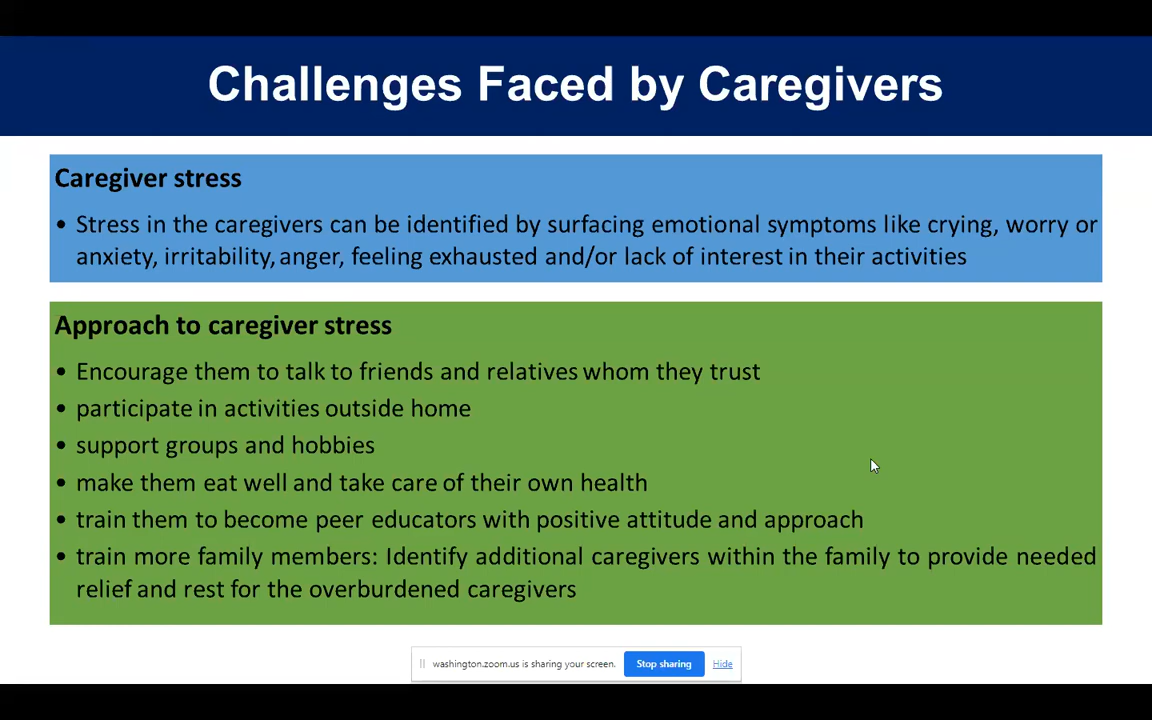 Challenges Faced by Caregivers
Caregiver stress
• Stress in the caregivers can be identified by surfacing emotional symptoms like crying, worry or
anxiety, irritability, anger, feeling exhausted and/or lack of interest in their activities
Approach to caregiver stress
• Encourage them to talk to friends and relatives whom they trust
• participate in activities outside home
• support groups and hobbies
• make them eat well and take care of their own health
• train them to become peer educators with positive attitude and approach
• train more family members: Identify additional caregivers within the family to provide needed
relief and rest for the overburdened caregivers
washington.zoom.us is sharing your screen. Stop sharing Hide